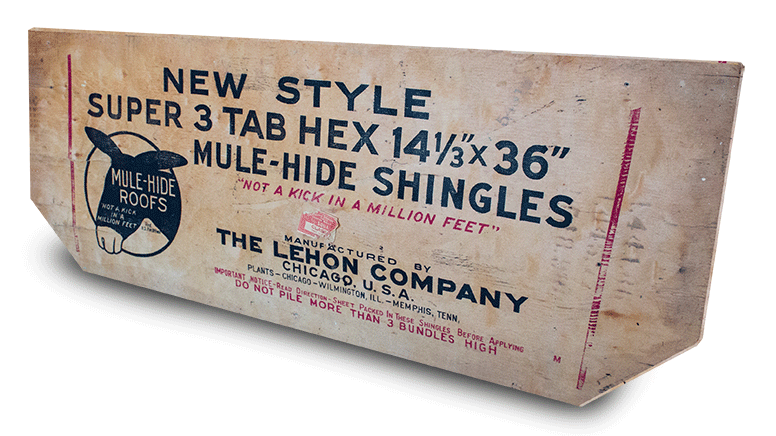 NEW STYLE
SUPER 3 TAB HEX 14⅓"x36"
MULE-HIDE SHINGLES
"NOT A KICK IN A MILLION FEET"
MULE-HIDE
ROOFS
NOT A KICK
IN A
MILLION FEET
MANUFACTURED BY
THE LEHON COMPANY
CHICAGO, U.S.A.
PLANTS-CHICAGO-WILMINGTON, ILL.-MEMPHIS, TENN.
IMPORTANT NOTICE-READ DIRECTION-SHEET PACKED IN THESE SHINGLES BEFORE APPLYING
DO NOT PILE MORE THAN 3 BUNDLES HIGH
M